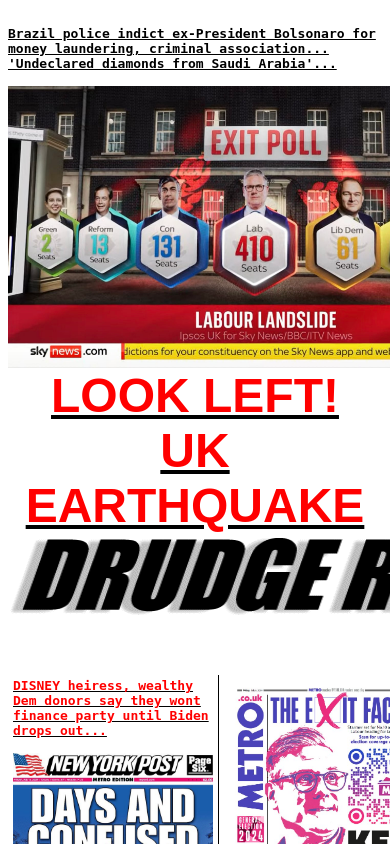 Brazil police indict ex-President Bolsonaro for
money laundering, criminal association...
'Undeclared diamonds from Saudi Arabia'...
EXIT POLL
Green
2
Seats
Reform
13
Seats
Con
131
Seats
Lab
410
Seats
Lib Dem
61
Seats
LABOUR LANDSLIDE
Ipsos UK for Sky News/BBC/ITV News
sky news.com
dictions for your constituency on the Sky News app and wel
LOOK LEFT!
UK
EARTHQUAKE
DRUDGE R
DISNEY heiress, wealthy
Dem donors say they wont
finance party until Biden
drops out...
NEW YORK POST
Page
Six
METRO EDITION
DAYS AND
CONFUSED
METRO
THE EXIT FAC
GENERAL
ELECTION
2024
KE